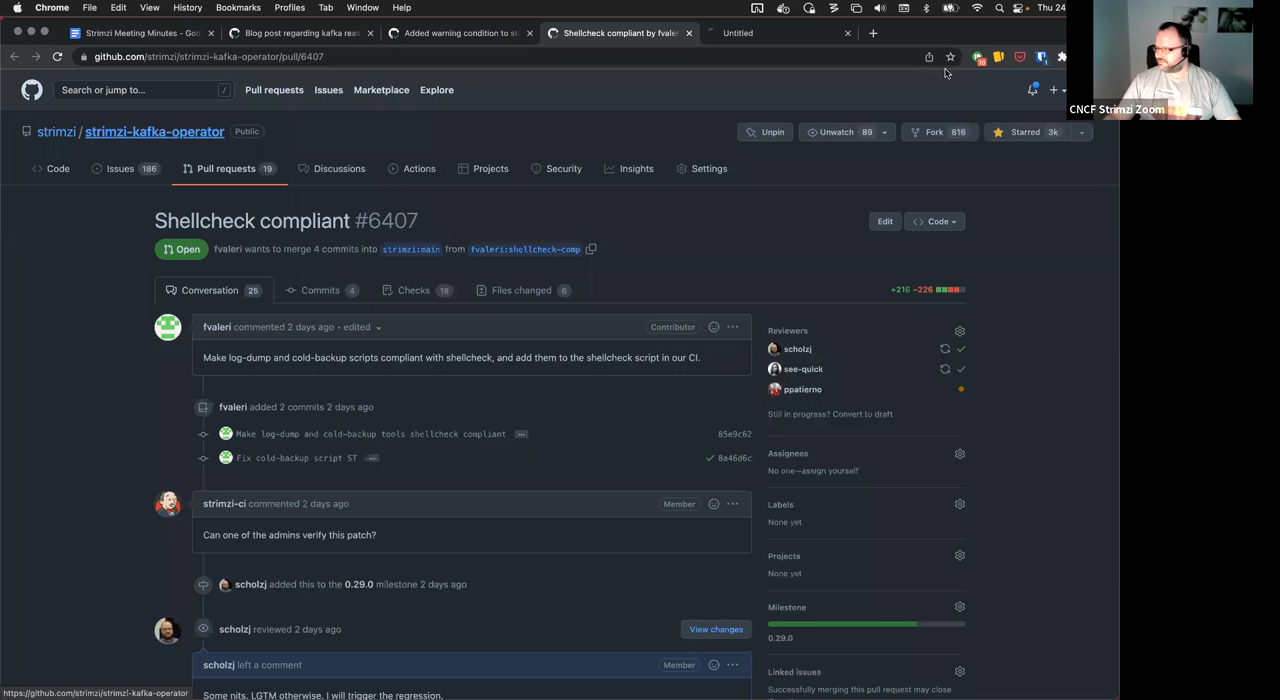 Chrome File Edit View History Bookmarks Profiles Tab Window Help Thu 24
Strimzi Meeting Minutes - Goo × Blog post regarding kafka reas × Added warning condition to st × Shellcheck compliant by fvaler × Untitled × +
github.com/strimzi/strimzi-kafka-operator/pull/6407
Search or jump to... / Pull requests Issues Marketplace Explore
CNCF Strimzi Zoom
strimzi / strimzi-kafka-operator Public Unpin Unwatch 89 Fork 816 Starred 3k
Code Issues 186 Pull requests 19 Discussions Actions Projects Security Insights Settings
Shellcheck compliant #6407 Edit Code
Open fvaleri wants to merge 4 commits into strimzi:main from fvaleri:shellcheck-comp
Conversation 25 Commits 4 Checks 18 Files changed 6 +216 −226
fvaleri commented 2 days ago • edited Contributor
Make log-dump and cold-backup scripts compliant with shellcheck, and add them to the shellcheck script in our CI.
fvaleri added 2 commits 2 days ago
Make log-dump and cold-backup tools shellcheck compliant 85e9c62
Fix cold-backup script ST 8a46d6c
strimzi-ci commented 2 days ago Member
Can one of the admins verify this patch?
scholzj added this to the 0.29.0 milestone 2 days ago
scholzj reviewed 2 days ago View changes
scholzj left a comment Member
Some nits. LGTM otherwise. I will trigger the regression.
Reviewers
scholzj
see-quick
ppatierno
Still in progress? Convert to draft
Assignees
No one—assign yourself
Labels
None yet
Projects
None yet
Milestone
0.29.0
Linked issues
Successfully merging this pull request may close
https://github.com/strimzi/strimzi-kafka-operator